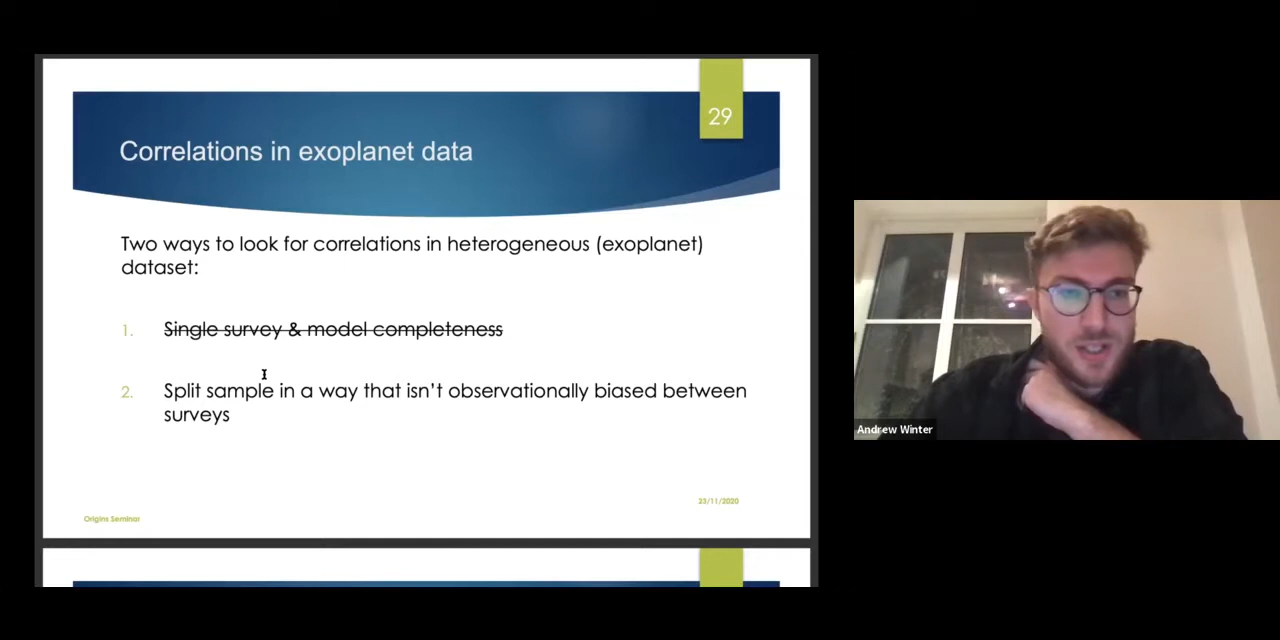 29
Correlations in exoplanet data
Two ways to look for correlations in heterogeneous (exoplanet)
dataset:
1. Single survey & model completeness
2. Split sample in a way that isn't observationally biased between
surveys
23/11/2020
Origins Seminar
Andrew Winter